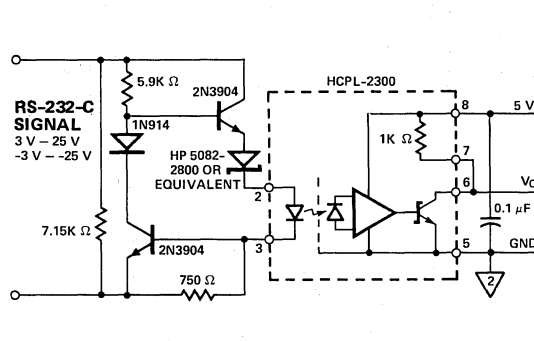 5.9K Ω
2N3904
HCPL-2300
RS-232-C
SIGNAL
3 V – 25 V
-3 V – -25 V
1N914
HP 5082-
2800 OR
EQUIVALENT
2
3
7.15K Ω
2N3904
750 Ω
1K Ω
8
5 V
7
6
0.1 μF
5
GND
2